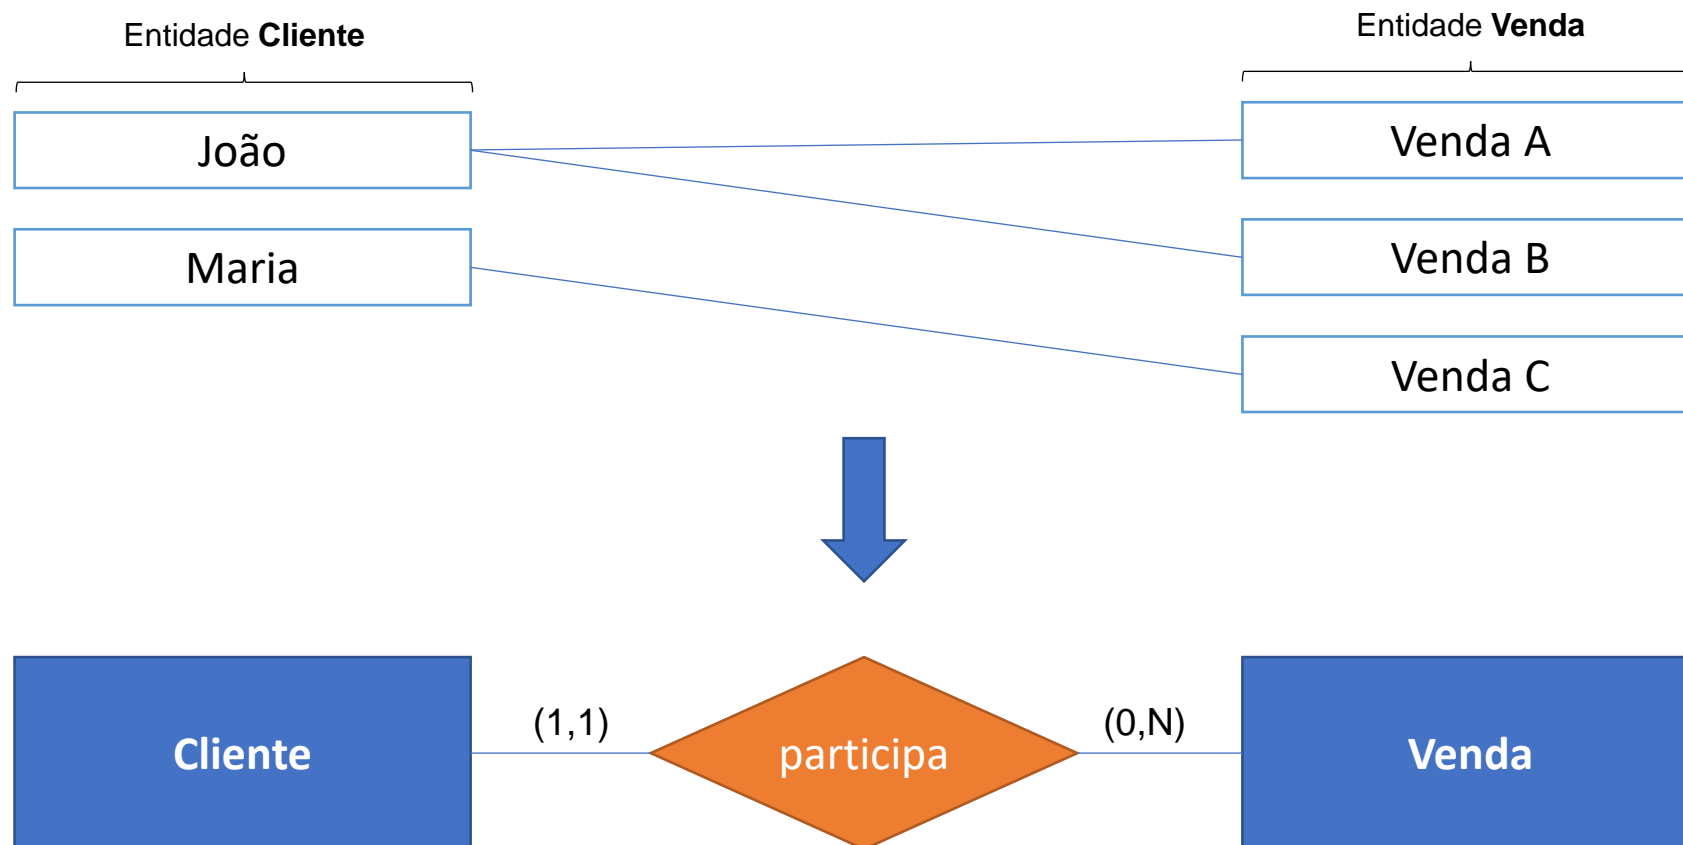 Entidade Cliente
Entidade Venda
João
Venda A
Maria
Venda B
Venda C
Cliente
(1,1)
participa
(0,N)
Venda